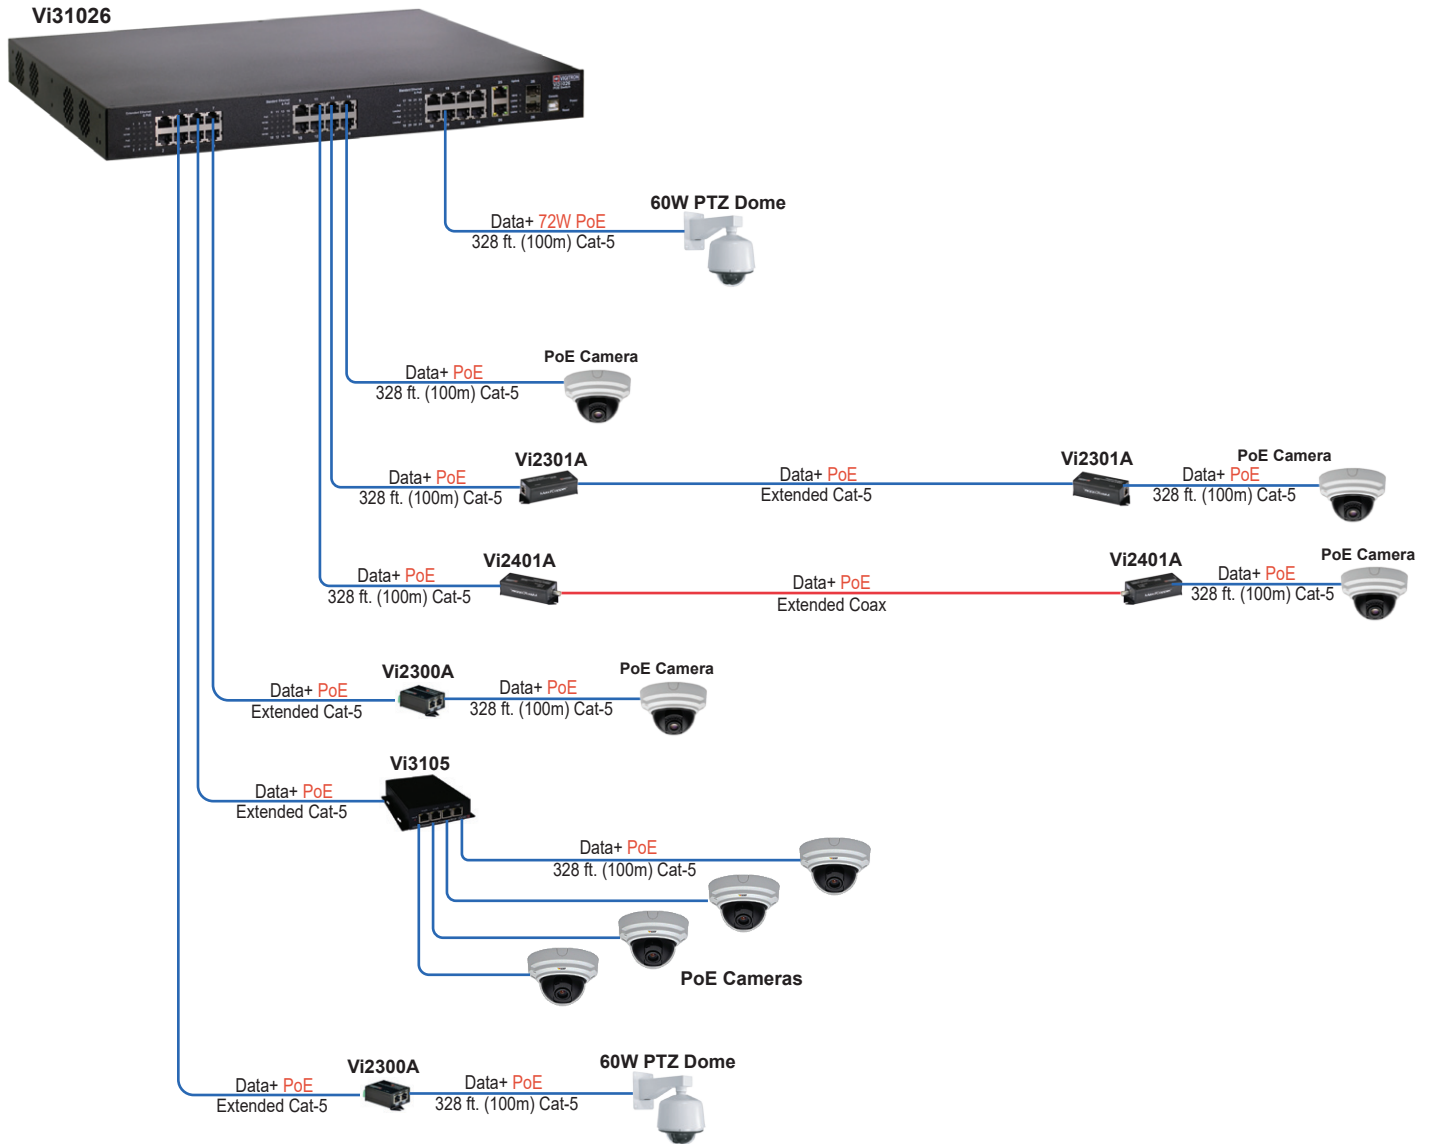 Vi31026
60W PTZ Dome
Data+ 72W PoE
328 ft. (100m) Cat-5
PoE Camera
Data+ PoE
328 ft. (100m) Cat-5
Vi2301A
Vi2301A
PoE Camera
Data+ PoE
328 ft. (100m) Cat-5
Data+ PoE
Extended Cat-5
Data+ PoE
328 ft. (100m) Cat-5
Vi2401A
Vi2401A
PoE Camera
Data+ PoE
328 ft. (100m) Cat-5
Data+ PoE
Extended Coax
Data+ PoE
328 ft. (100m) Cat-5
Vi2300A
PoE Camera
Data+ PoE
Extended Cat-5
Data+ PoE
328 ft. (100m) Cat-5
Vi3105
Data+ PoE
Extended Cat-5
Data+ PoE
328 ft. (100m) Cat-5
PoE Cameras
Vi2300A
60W PTZ Dome
Data+ PoE
Extended Cat-5
Data+ PoE
328 ft. (100m) Cat-5